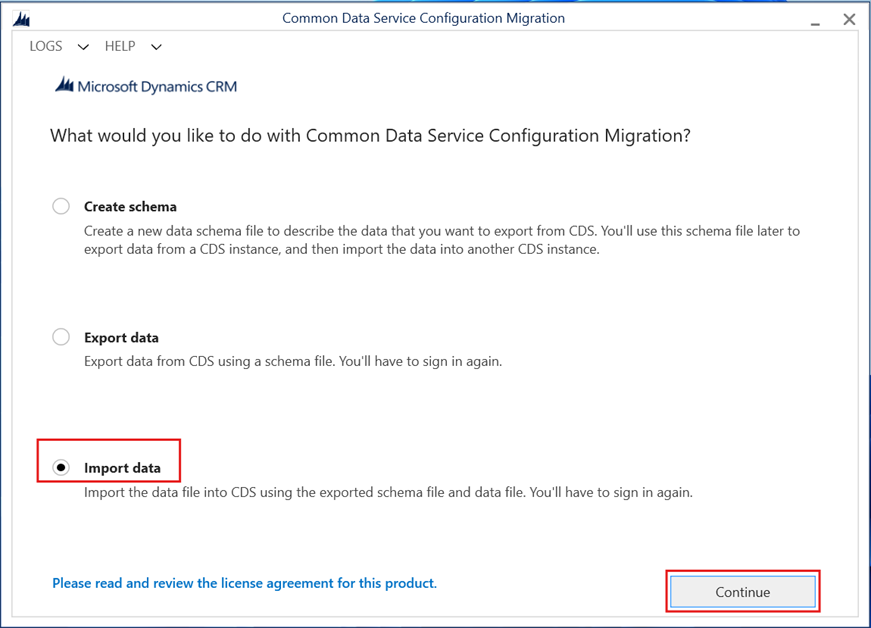 Common Data Service Configuration Migration
LOGS HELP
Microsoft Dynamics CRM
What would you like to do with Common Data Service Configuration Migration?
Create schema
Create a new data schema file to describe the data that you want to export from CDS. You'll use this schema file later to
export data from a CDS instance, and then import the data into another CDS instance.
Export data
Export data from CDS using a schema file. You'll have to sign in again.
Import data
Import the data file into CDS using the exported schema file and data file. You'll have to sign in again.
Please read and review the license agreement for this product.
Continue